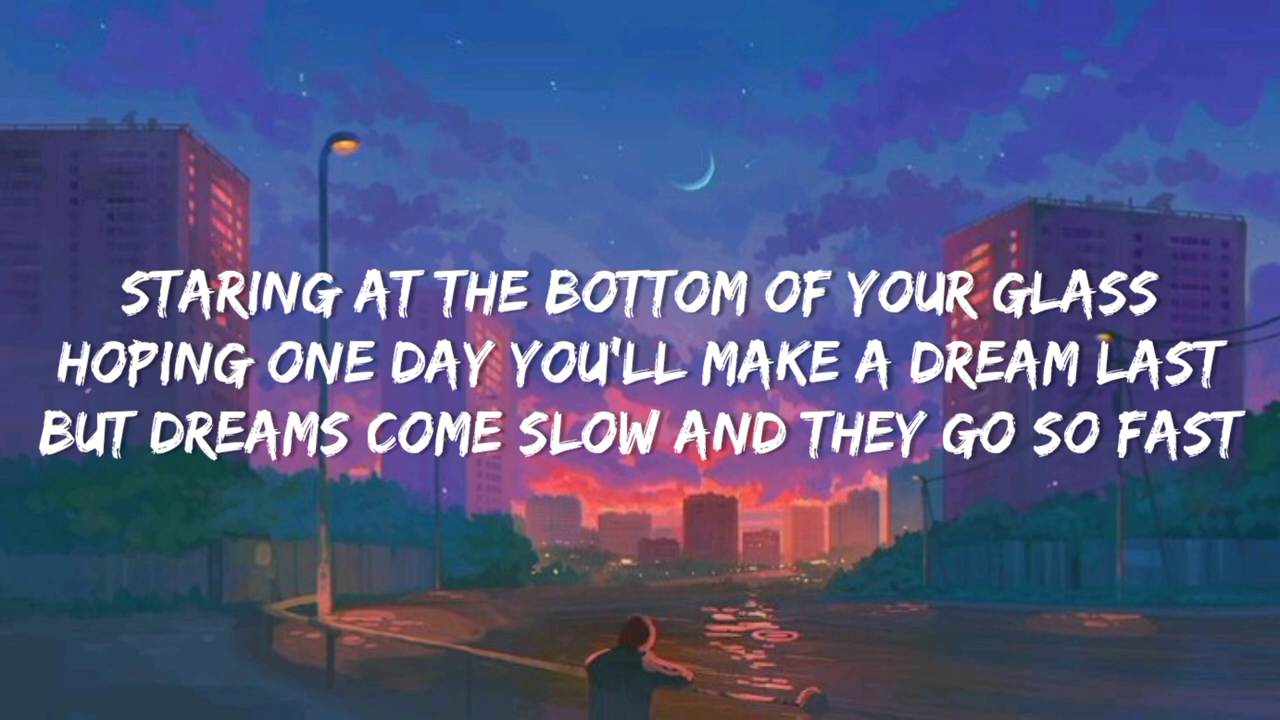 STARING AT THE BOTTOM OF YOUR GLASS
HOPING ONE DAY YOU'LL MAKE A DREAM LAST
BUT DREAMS COME SLOW AND THEY GO SO FAST